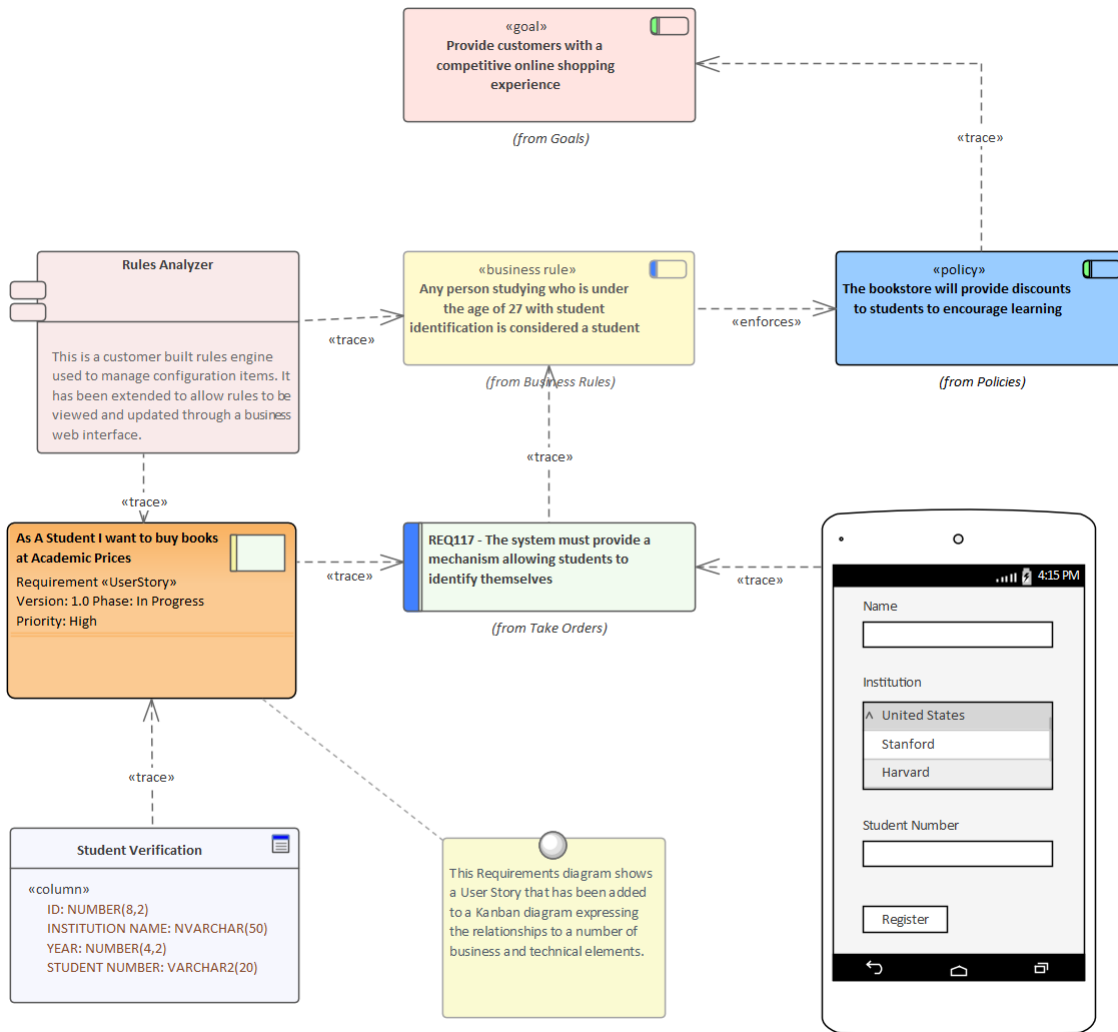 «goal»
Provide customers with a
competitive online shopping
experience
(from Goals)
«trace»
Rules Analyzer
This is a customer built rules engine
used to manage configuration items. It
has been extended to allow rules to be
viewed and updated through a business
web interface.
«trace»
«business rule»
Any person studying who is under
the age of 27 with student
identification is considered a student
(from Business Rules)
«enforces»
«policy»
The bookstore will provide discounts
to students to encourage learning
(from Policies)
«trace»
«trace»
As A Student I want to buy books
at Academic Prices
Requirement «UserStory»
Version: 1.0 Phase: In Progress
Priority: High
«trace»
REQ117 - The system must provide a
mechanism allowing students to
identify themselves
(from Take Orders)
«trace»
4:15 PM
Name
Institution
United States
Stanford
Harvard
Student Number
Register
«trace»
Student Verification
«column»
ID: NUMBER(8,2)
INSTITUTION NAME: NVARCHAR(50)
YEAR: NUMBER(4,2)
STUDENT NUMBER: VARCHAR2(20)
This Requirements diagram shows
a User Story that has been added
to a Kanban diagram expressing
the relationships to a number of
business and technical elements.